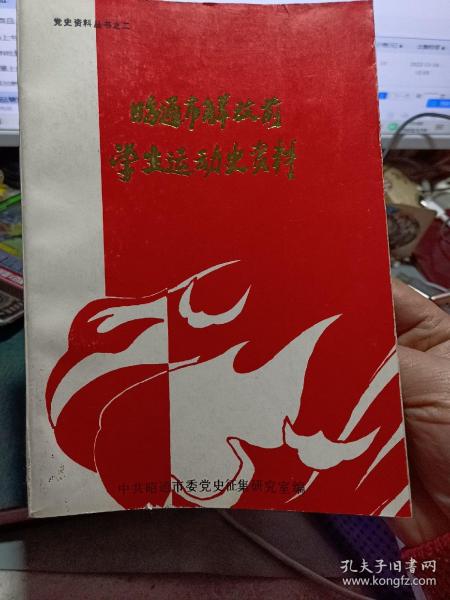 党史资料丛书之二
昭通市解放前
学生运动史资料
中共昭通市委党史征集研究室编
孔夫子旧书网
www.kongfz.com